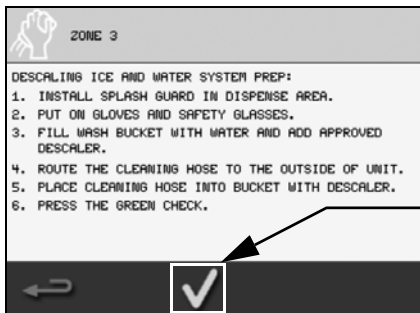 ZONE 3
DESCALING ICE AND WATER SYSTEM PREP:
1. INSTALL SPLASH GUARD IN DISPENSE AREA.
2. PUT ON GLOVES AND SAFETY GLASSES.
3. FILL WASH BUCKET WITH WATER AND ADD APPROVED
DESCALER.
4. ROUTE THE CLEANING HOSE TO THE OUTSIDE OF UNIT.
5. PLACE CLEANING HOSE INTO BUCKET WITH DESCALER.
6. PRESS THE GREEN CHECK.